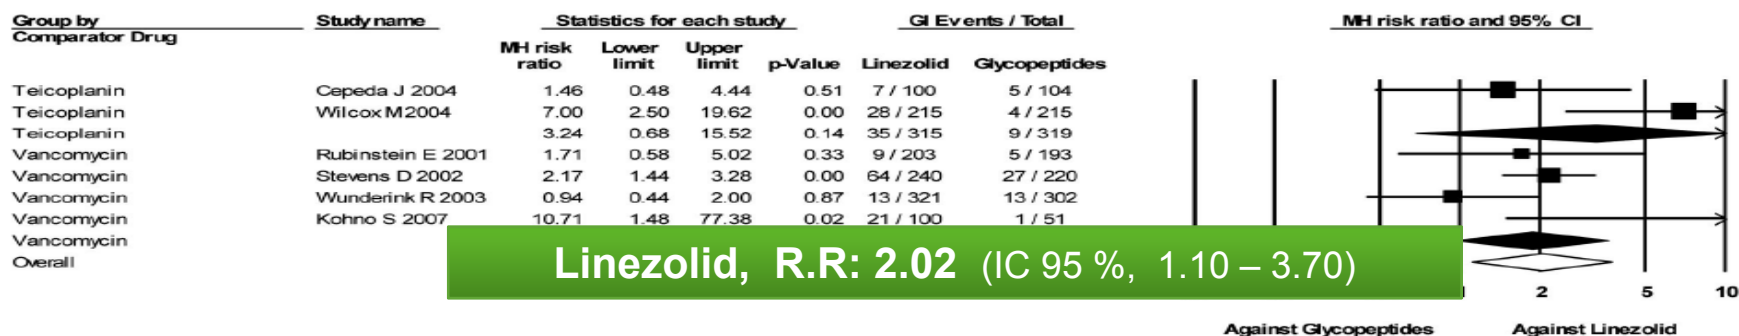 Group by Study name Statistics for each study GI Events / Total MH risk ratio and 95% CI
Comparator Drug
MH risk ratio Lower limit Upper limit p-Value Linezolid Glycopeptides
Teicoplanin Cepeda J 2004 1.46 0.48 4.44 0.51 7 / 100 5 / 104
Teicoplanin Wilcox M2004 7.00 2.50 19.62 0.00 28 / 215 4 / 215
Teicoplanin 3.24 0.68 15.52 0.14 35 / 315 9 / 319
Vancomycin Rubinstein E 2001 1.71 0.58 5.02 0.33 9 / 203 5 / 193
Vancomycin Stevens D 2002 2.17 1.44 3.28 0.00 64 / 240 27 / 220
Vancomycin Wunderink R 2003 0.94 0.44 2.00 0.87 13 / 321 13 / 302
Vancomycin Kohno S 2007 10.71 1.48 77.38 0.02 21 / 100 1 / 51
Vancomycin
Overall
Linezolid, R.R: 2.02 (IC 95 %, 1.10 – 3.70)
2 5 10
Against Glycopeptides Against Linezolid